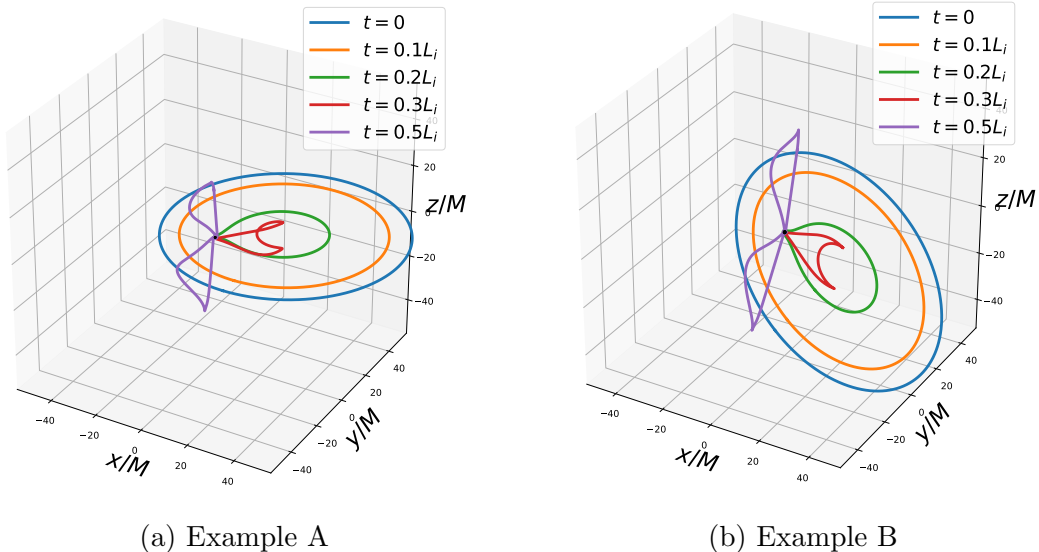 t = 0
t = 0.1L_i
t = 0.2L_i
t = 0.3L_i
t = 0.5L_i
20
z/M
0
−20
−40
40
20
0
−20
−40
y/M
−40
−20
0
20
40
x/M
(a) Example A
t = 0
t = 0.1L_i
t = 0.2L_i
t = 0.3L_i
t = 0.5L_i
20
z/M
0
−20
−40
40
20
0
−20
−40
y/M
−40
−20
0
20
40
x/M
(b) Example B